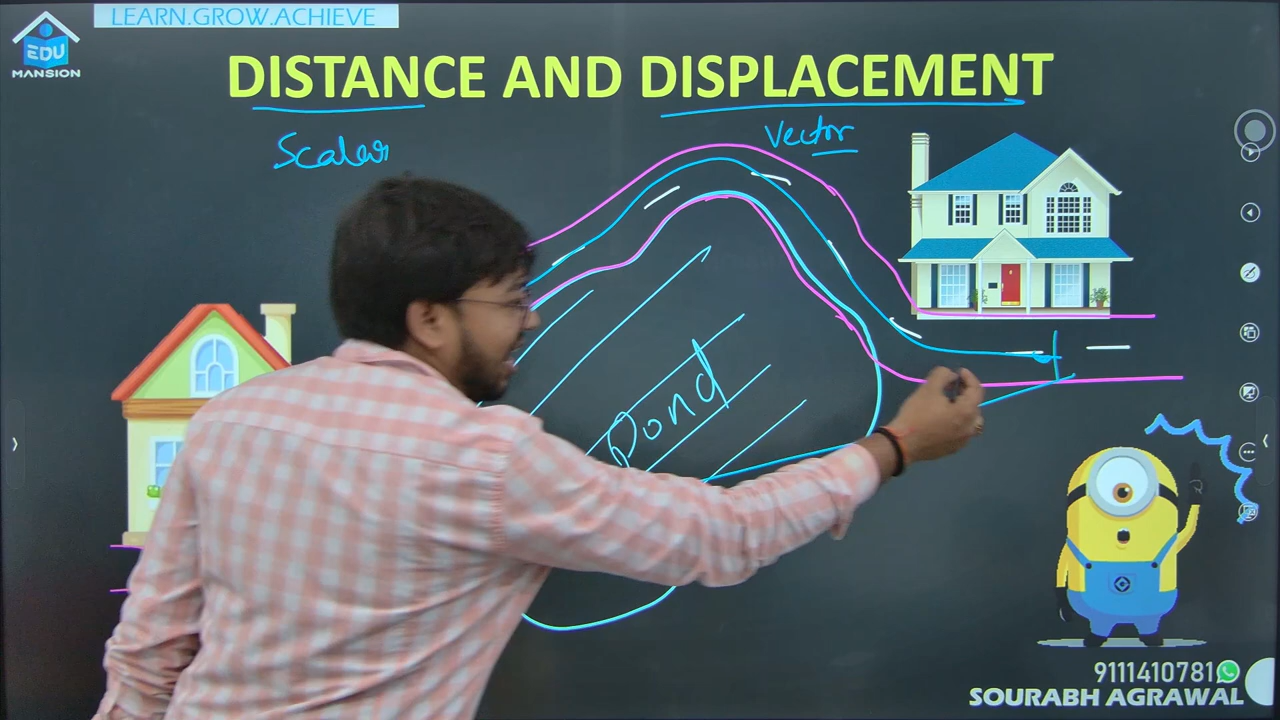 LEARN.GROW.ACHIEVE
EDU
MANSION
DISTANCE AND DISPLACEMENT
Scalar
Vector
Pond
9111410781
SOURABH AGRAWAL